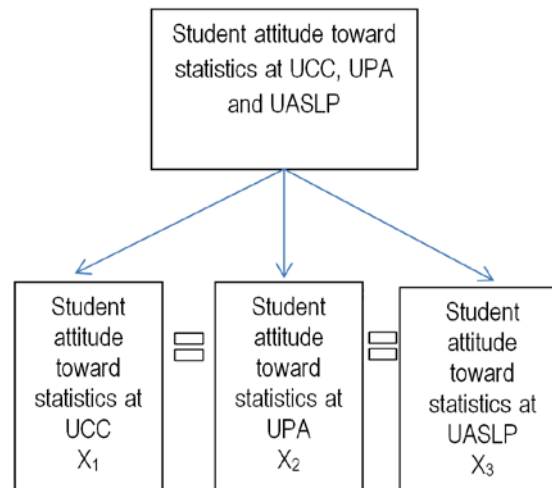 Student attitude toward
statistics at UCC, UPA
and UASLP
Student
attitude
toward
statistics at
UCC
X₁
=
Student
attitude
toward
statistics at
UPA
X₂
=
Student
attitude
toward
statistics at
UASLP
X₃